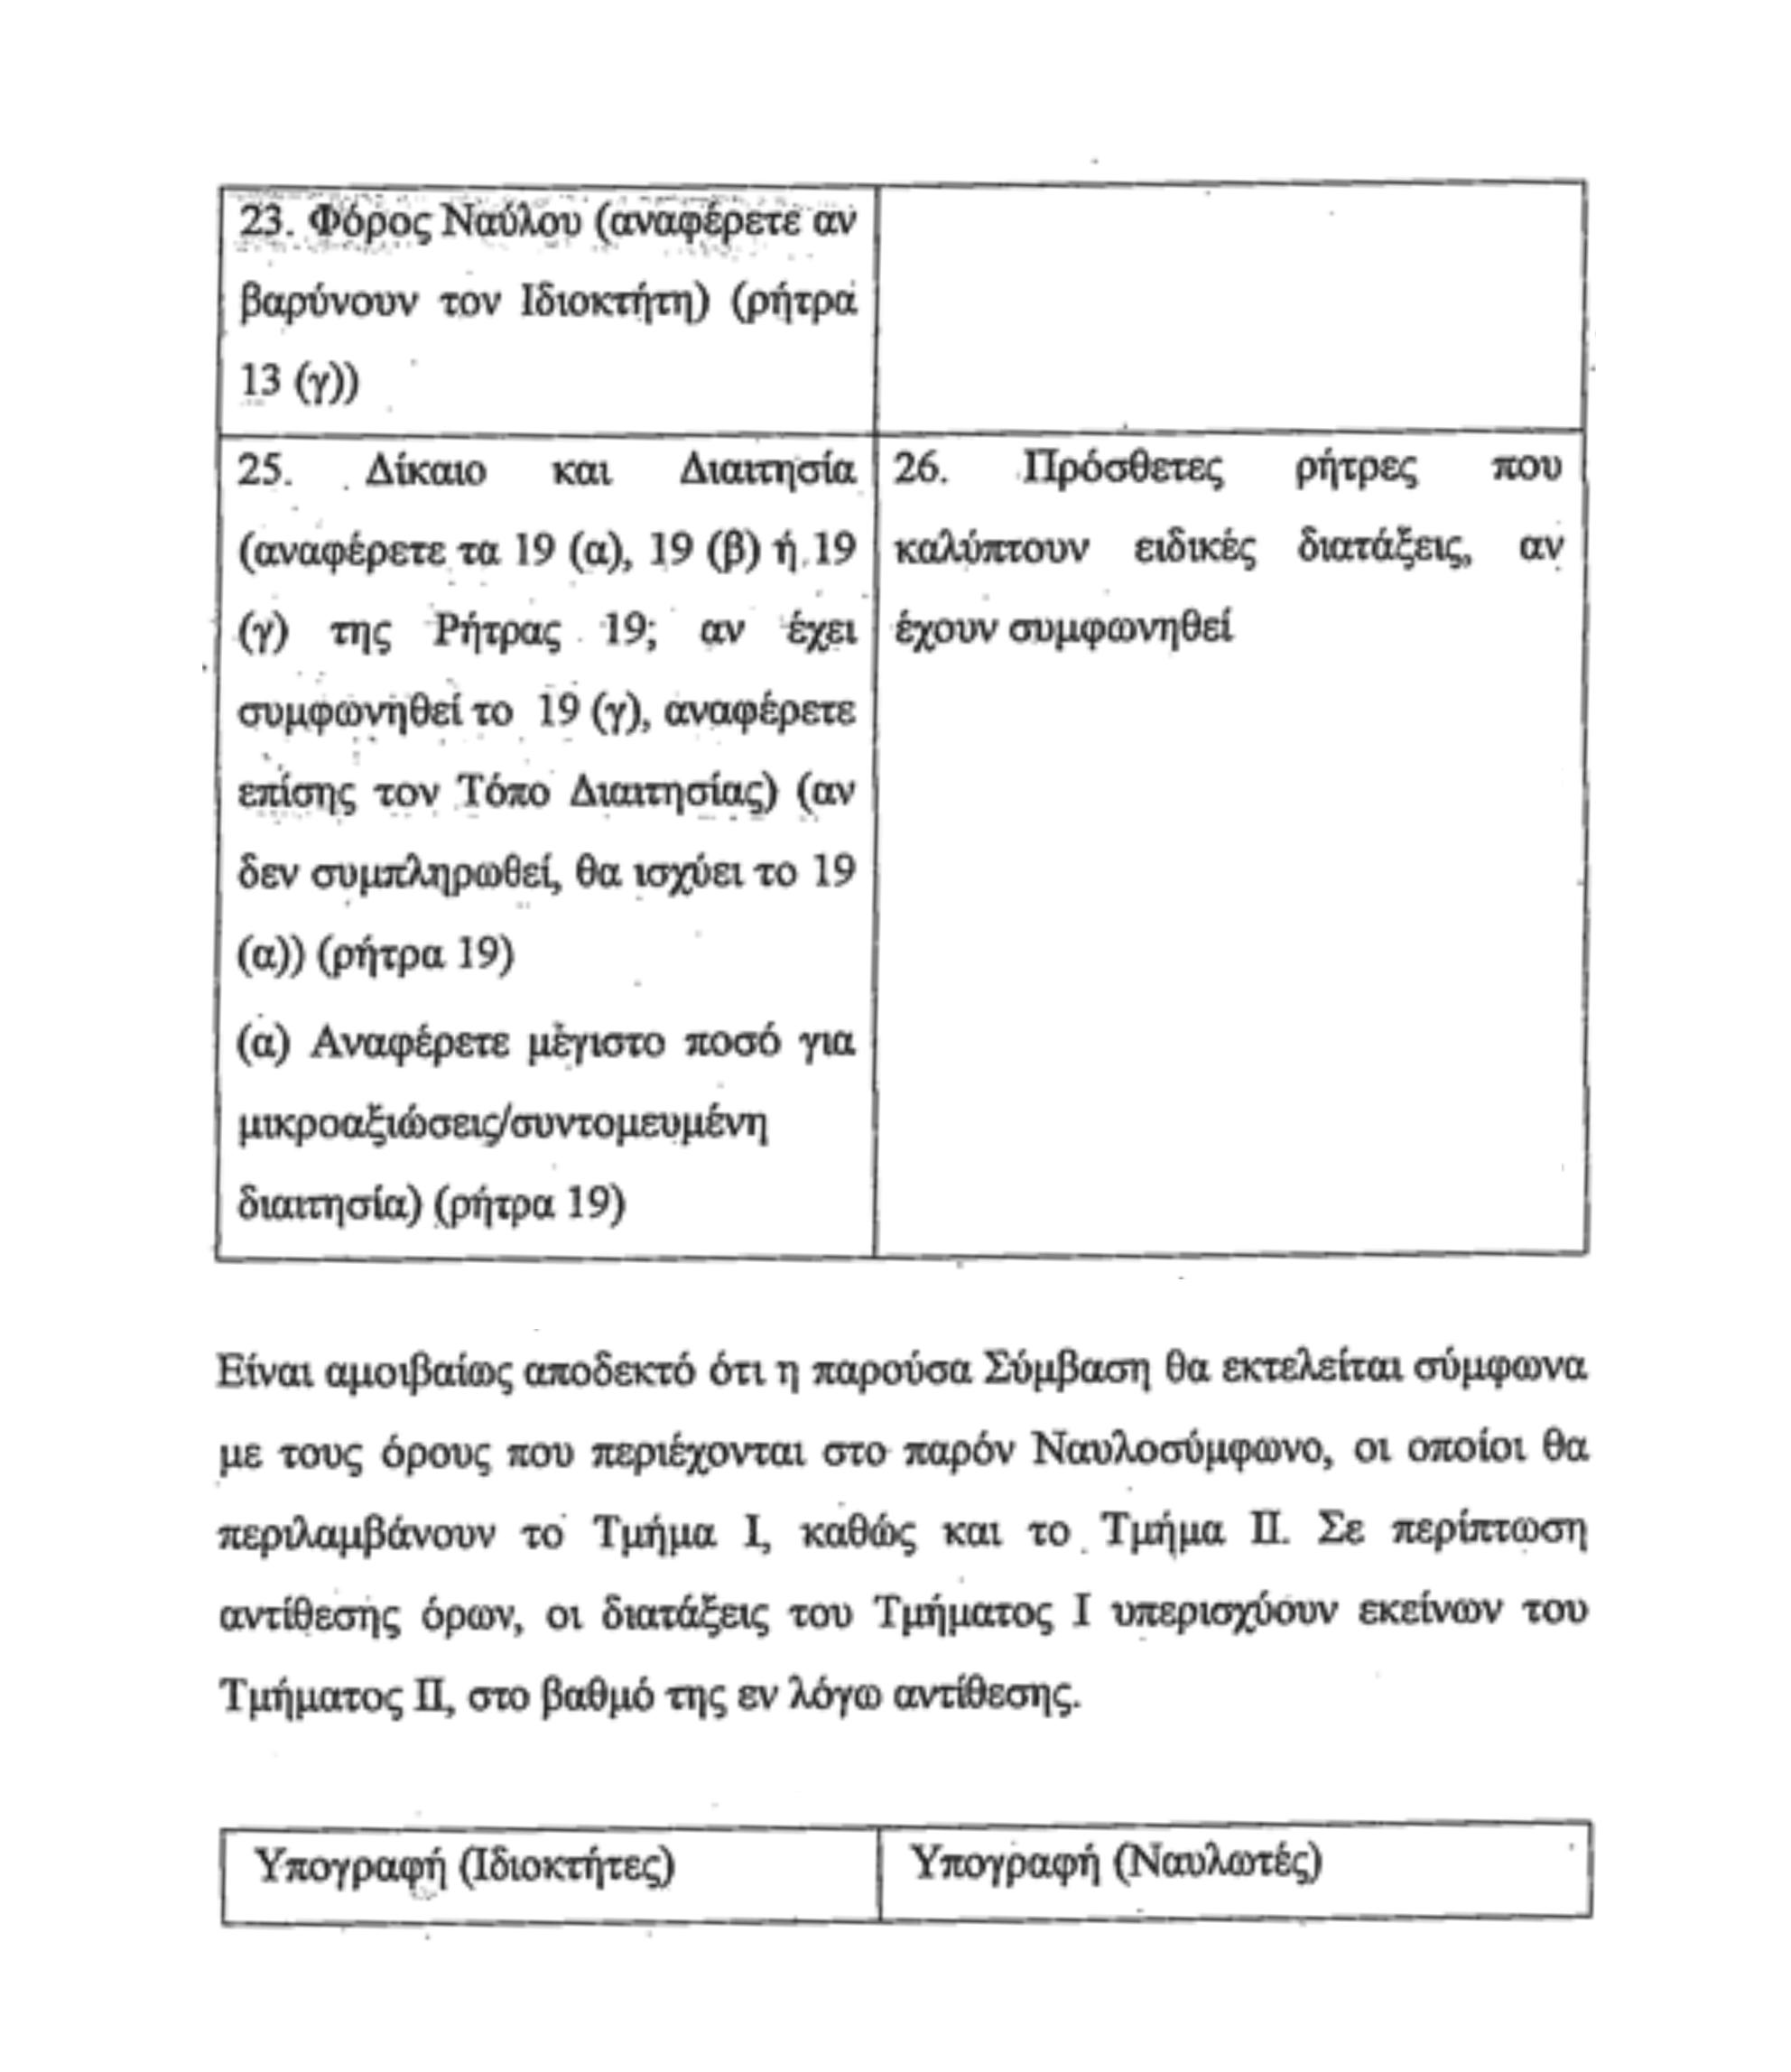 23. Φόρος Ναύλου (αναφέρετε αν
βαρύνουν τον Ιδιοκτήτη) (ρήτρα
13 (γ))
25. Δίκαιο και Διαιτησία
(αναφέρετε τα 19 (α), 19 (β) ή 19
(γ) της Ρήτρας 19; αν έχει
συμφωνηθεί το 19 (γ), αναφέρετε
επίσης τον Τόπο Διαιτησίας) (αν
δεν συμπληρωθεί, θα ισχύει το 19
(α)) (ρήτρα 19)
(α) Αναφέρετε μέγιστο ποσό για
μικροαξιώσεις/συντομευμένη
διαιτησία) (ρήτρα 19)
26. Πρόσθετες ρήτρες που
καλύπτουν ειδικές διατάξεις, αν
έχουν συμφωνηθεί
Είναι αμοιβαίως αποδεκτό ότι η παρούσα Σύμβαση θα εκτελείται σύμφωνα
με τους όρους που περιέχονται στο παρόν Ναυλοσύμφωνο, οι οποίοι θα
περιλαμβάνουν το Τμήμα Ι, καθώς και το Τμήμα ΙΙ. Σε περίπτωση
αντίθεσης όρων, οι διατάξεις του Τμήματος Ι υπερισχύουν εκείνων του
Τμήματος ΙΙ, στο βαθμό της εν λόγω αντίθεσης.
Υπογραφή (Ιδιοκτήτες)
Υπογραφή (Ναυλωτές)